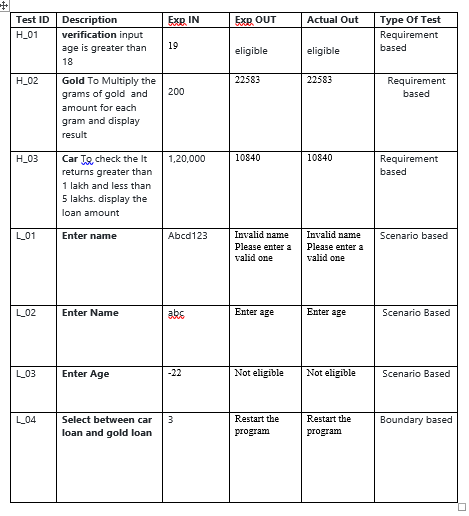 Test ID Description Exp IN Exp OUT Actual Out Type Of Test
H_01 verification input age is greater than 18 19 eligible eligible Requirement based
H_02 Gold To Multiply the grams of gold and amount for each gram and display result 200 22583 22583 Requirement based
H_03 Car To check the It returns greater than 1 lakh and less than 5 lakhs. display the loan amount 1,20,000 10840 10840 Requirement based
L_01 Enter name Abcd123 Invalid name Please enter a valid one Invalid name Please enter a valid one Scenario based
L_02 Enter Name abc Enter age Enter age Scenario Based
L_03 Enter Age -22 Not eligible Not eligible Scenario Based
L_04 Select between car loan and gold loan 3 Restart the program Restart the program Boundary based